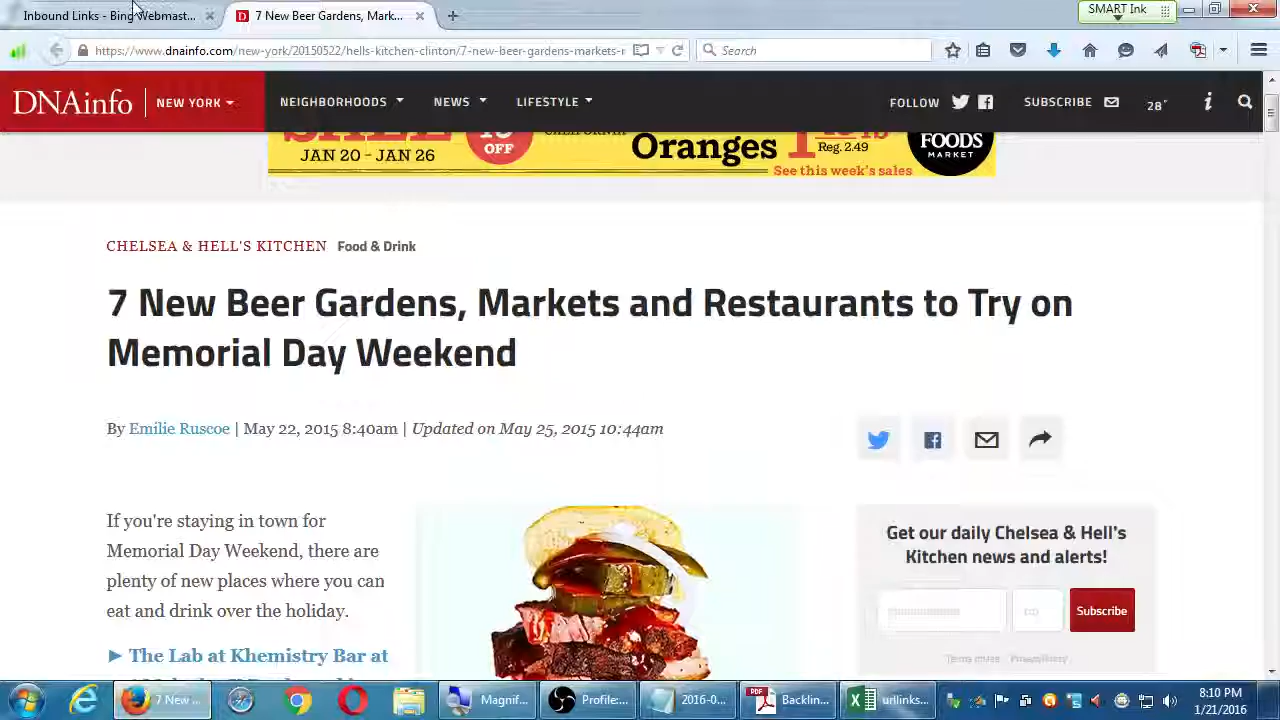 Inbound Links - Bing Webmast...
7 New Beer Gardens, Mark...
SMART Ink
https://www.dnainfo.com/new-york/20150522/hells-kitchen-clinton/7-new-beer-gardens-markets-r
Search
DNAinfo
NEW YORK
NEIGHBORHOODS
NEWS
LIFESTYLE
FOLLOW
SUBSCRIBE
28°
JAN 20 - JAN 26
OFF
Oranges
Reg. 2.49
See this week's sales
FOODS
MARKET
CHELSEA & HELL'S KITCHEN Food & Drink
7 New Beer Gardens, Markets and Restaurants to Try on
Memorial Day Weekend
By Emilie Ruscoe | May 22, 2015 8:40am | Updated on May 25, 2015 10:44am
If you're staying in town for
Memorial Day Weekend, there are
plenty of new places where you can
eat and drink over the holiday.
► The Lab at Khemistry Bar at
Get our daily Chelsea & Hell's
Kitchen news and alerts!
Subscribe
7 New ...
Magnif...
Profile:...
2016-0...
Backlin...
urllinks...
8:10 PM
1/21/2016